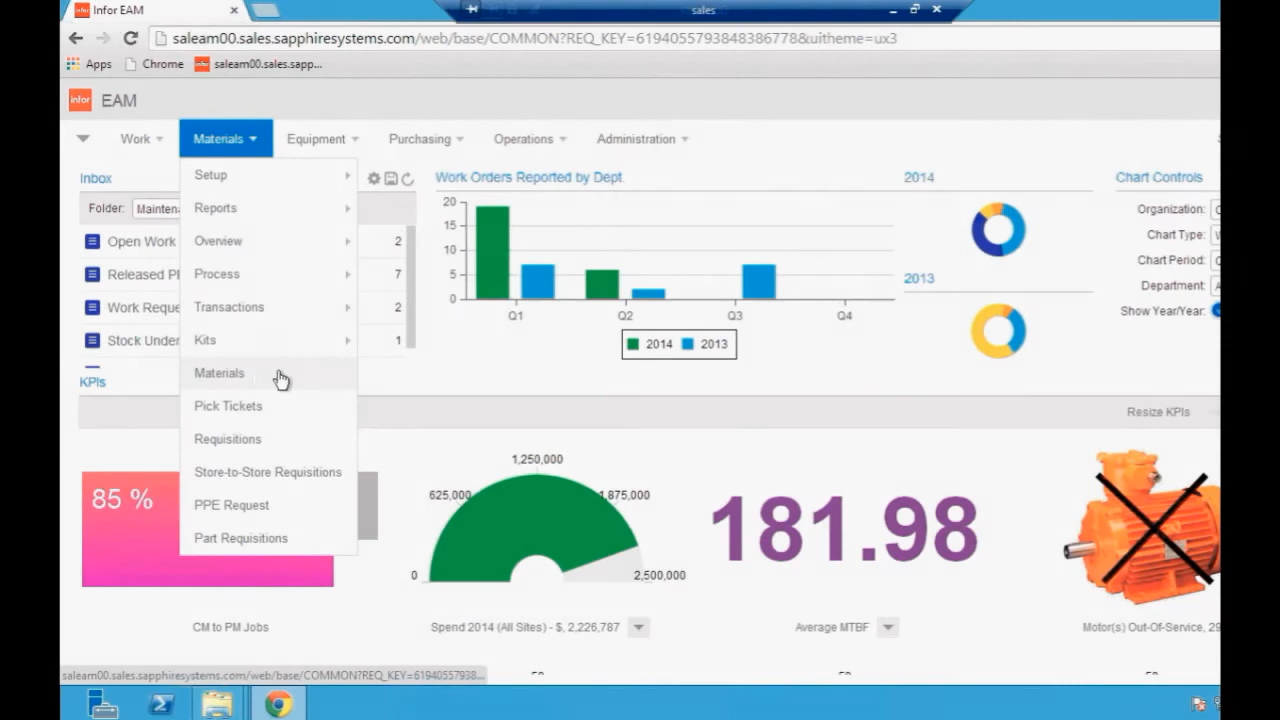 Infor EAM
sales
saleam00.sales.sapphiresystems.com/web/base/COMMON?REQ_KEY=6194055793848386778&uitheme=ux3
Apps Chrome saleam00.sales.sapp...
infor EAM
Work Materials Equipment Purchasing Operations Administration
Inbox
Folder: Maintena
Open Work 2
Released Pl 7
Work Reque 2
Stock Under 1
KPIs
Setup
Reports
Overview
Process
Transactions
Kits
Materials
Pick Tickets
Requisitions
Store-to-Store Requisitions
PPE Request
Part Requisitions
Work Orders Reported by Dept.
20
15
10
5
0
Q1 Q2 Q3 Q4
2014 2013
2014
2013
Chart Controls
Organization:
Chart Type:
Chart Period:
Department:
Show Year/Year:
Resize KPIs
85 %
CM to PM Jobs
1,250,000
625,000 1,875,000
0 2,500,000
Spend 2014 (All Sites) - $, 2,226,787
181.98
Average MTBF
Motor(s) Out-Of-Service, 29
saleam00.sales.sapphiresystems.com/web/base/COMMON?REQ_KEY=61940557938...